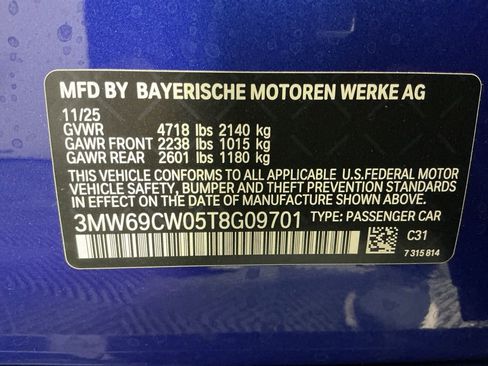 MFD BY BAYERISCHE MOTOREN WERKE AG
11/25
GVWR 4718 lbs 2140 kg
GAWR FRONT 2238 lbs 1015 kg
GAWR REAR 2601 lbs 1180 kg
THIS VEHICLE CONFORMS TO ALL APPLICABLE U.S.FEDERAL MOTOR
VEHICLE SAFETY, BUMPER AND THEFT PREVENTION STANDARDS
IN EFFECT ON THE DATE OF MANUFACTURE SHOWN ABOVE.
3MW69CW05T8G09701 TYPE: PASSENGER CAR
C31
7 315 814